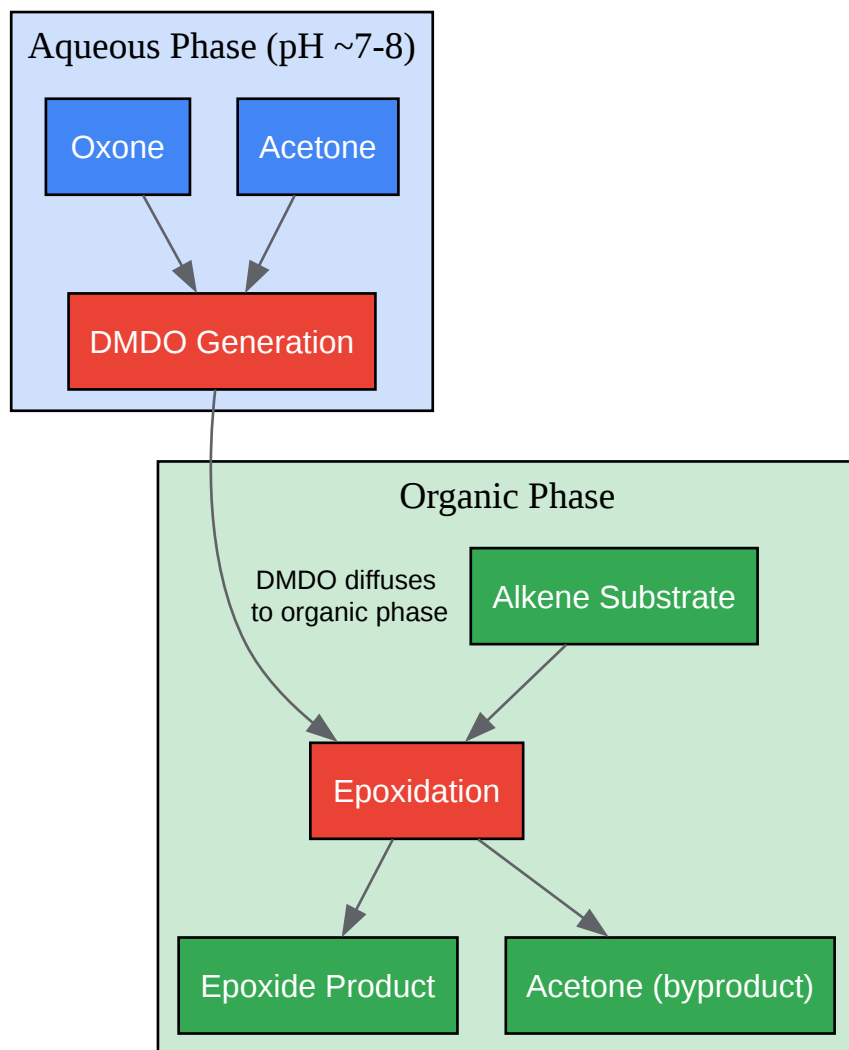 Aqueous Phase (pH ~7-8)
Oxone
Acetone
DMDO Generation
Organic Phase
DMDO diffuses
to organic phase
Alkene Substrate
Epoxidation
Epoxide Product
Acetone (byproduct)